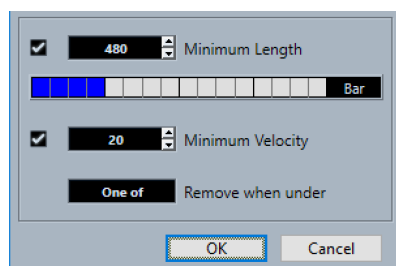 480 Minimum Length
Bar
20 Minimum Velocity
One of Remove when under
OK Cancel